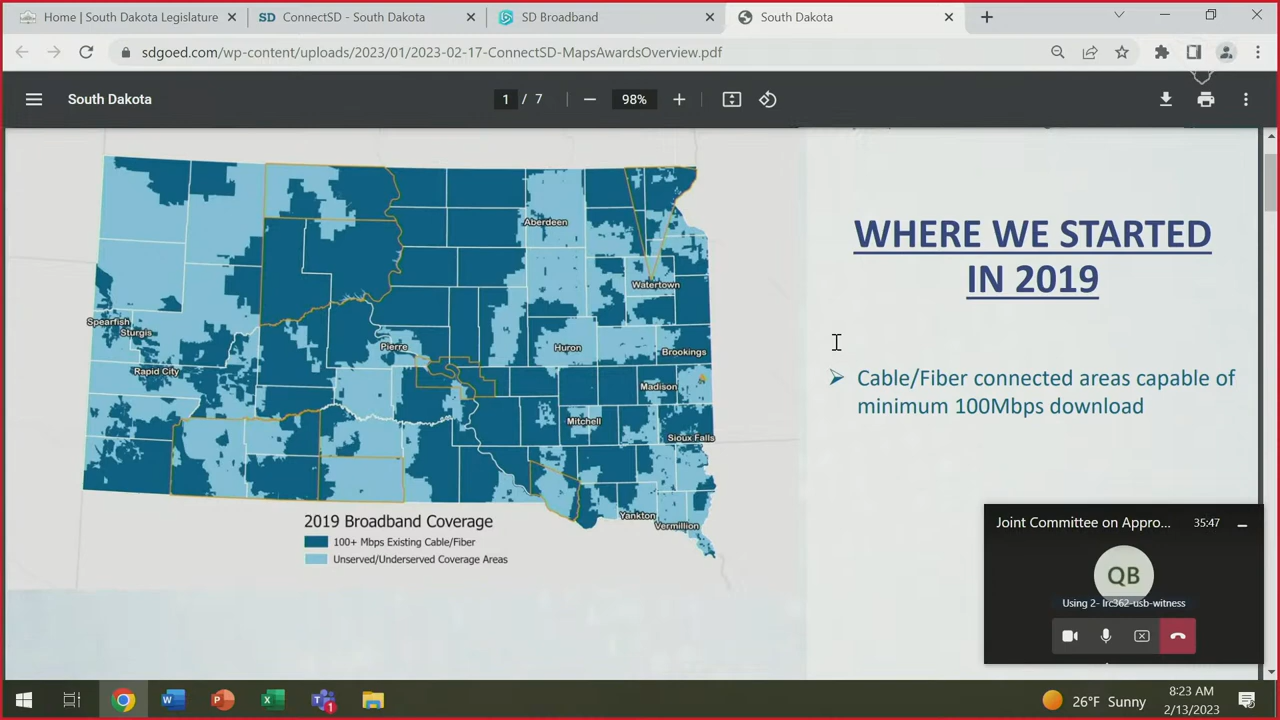 Home | South Dakota Legislature
SD ConnectSD - South Dakota
SD Broadband
South Dakota
sdgoed.com/wp-content/uploads/2023/01/2023-02-17-ConnectSD-MapsAwardsOverview.pdf
South Dakota
1 / 7
98%
WHERE WE STARTED
IN 2019
Cable/Fiber connected areas capable of
minimum 100Mbps download
Aberdeen
Watertown
Spearfish
Sturgis
Pierre
Huron
Brookings
Rapid City
Madison
Mitchell
Sioux Falls
Yankton
Vermillion
2019 Broadband Coverage
100+ Mbps Existing Cable/Fiber
Unserved/Underserved Coverage Areas
Joint Committee on Appro... 35:47
QB
Using 2- lrc362-usb-witness
W
P
X
T
1
26°F Sunny
8:23 AM
2/13/2023